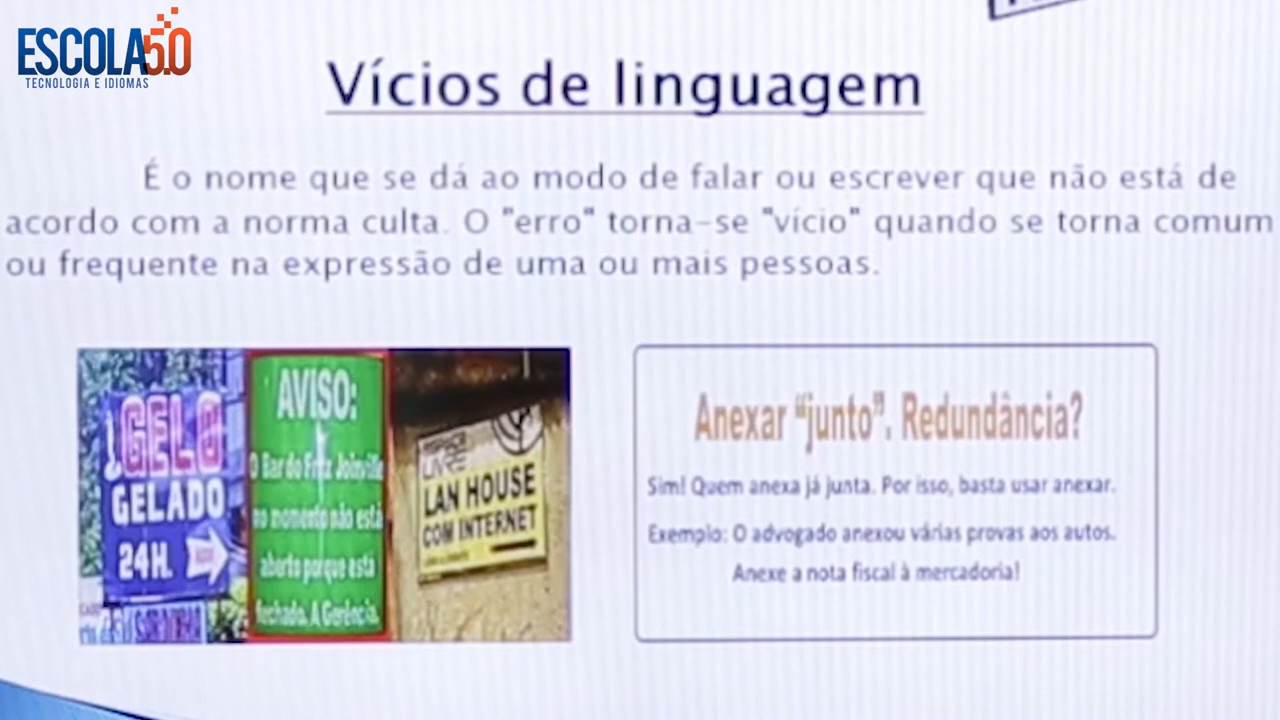 ESCOLA 5.0
TECNOLOGIA E IDIOMAS
Vícios de linguagem
É o nome que se dá ao modo de falar ou escrever que não está de
acordo com a norma culta. O "erro" torna-se "vício" quando se torna comum
ou frequente na expressão de uma ou mais pessoas.
GELO
GELADO
24H.
AVISO:
O Bar do Fritz Joinville
no momento não está
aberto porque está
fechado. A Gerência.
LIVRE
LAN HOUSE
COM INTERNET
Anexar “junto”. Redundância?
Sim! Quem anexa já junta. Por isso, basta usar anexar.
Exemplo: O advogado anexou várias provas aos autos.
Anexe a nota fiscal à mercadoria!